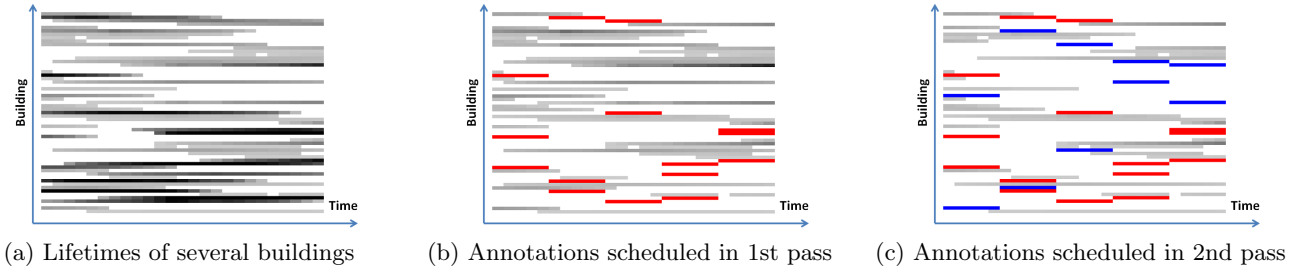 Building
Time
(a) Lifetimes of several buildings
Building
Time
(b) Annotations scheduled in 1st pass
Building
Time
(c) Annotations scheduled in 2nd pass